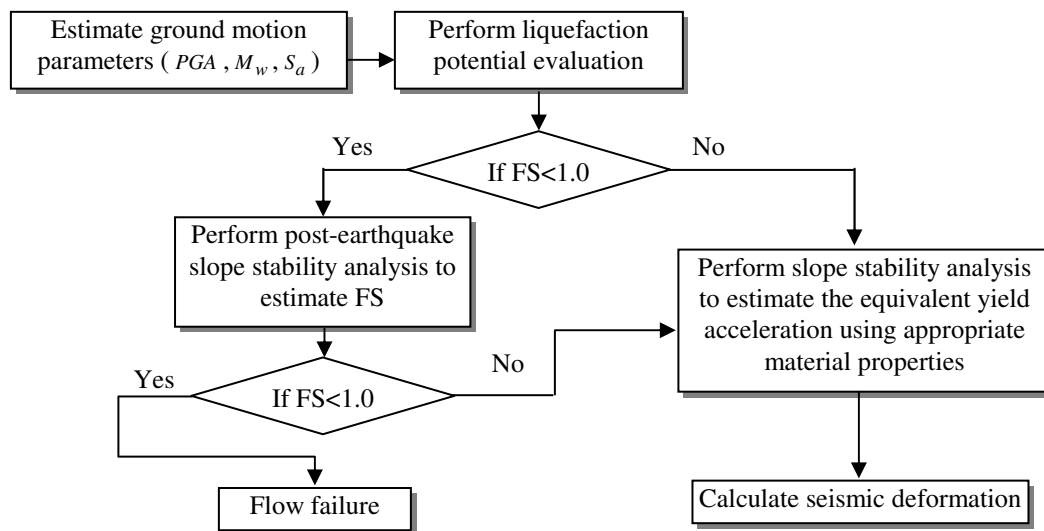 Estimate ground motion
parameters ( PGA , M_w , S_a )
Perform liquefaction
potential evaluation
Yes
No
If FS<1.0
Perform post-earthquake
slope stability analysis to
estimate FS
Perform slope stability analysis
to estimate the equivalent yield
acceleration using appropriate
material properties
Yes
No
If FS<1.0
Flow failure
Calculate seismic deformation